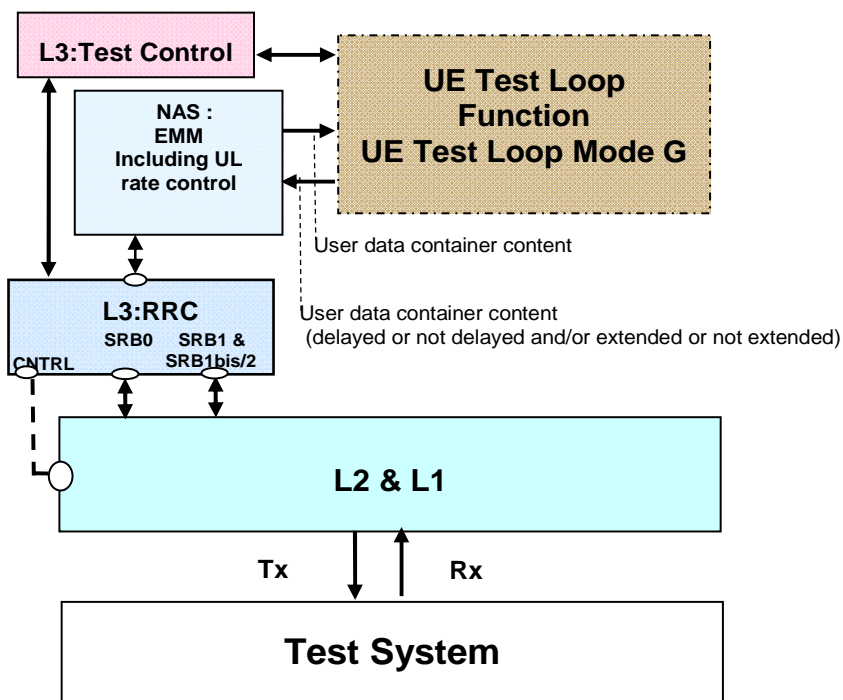 L3:Test Control
UE Test Loop
Function
UE Test Loop Mode G
NAS :
EMM
Including UL
rate control
User data container content
User data container content
(delayed or not delayed and/or extended or not extended)
L3:RRC
SRB0
SRB1 &
SRB1bis/2
CNTRL
L2 & L1
Tx
Rx
Test System